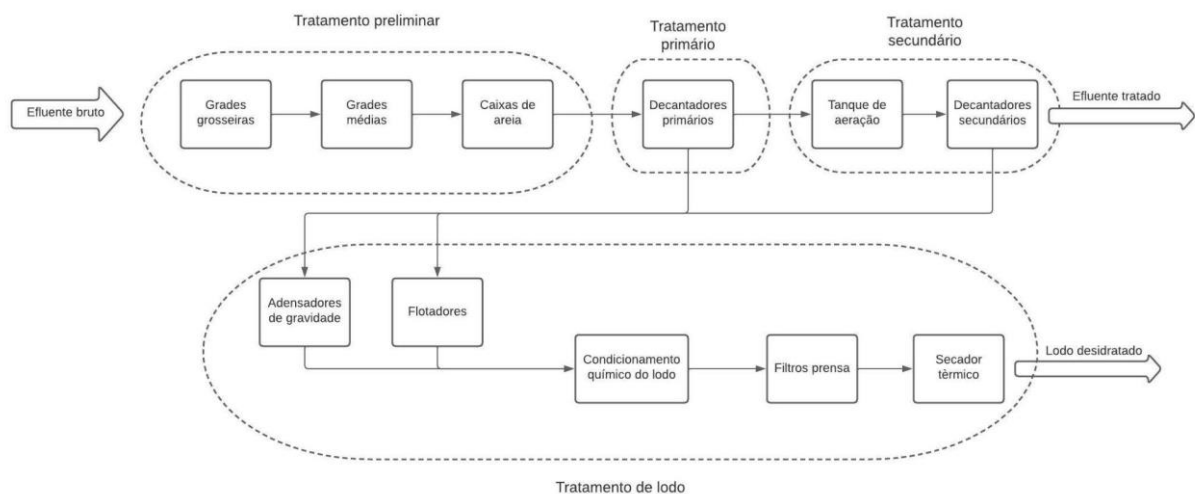 Tratamento preliminar
Tratamento
primário
Tratamento
secundário
Efluente bruto
Grades
grosseiras
Grades
médias
Caixas de
areia
Decantadores
primários
Tanque de
aeração
Decantadores
secundários
Efluente tratado
Adensadores
de gravidade
Flotadores
Condicionamento
químico do lodo
Filtros prensa
Secador
tèrmico
Lodo desidratado
Tratamento de lodo